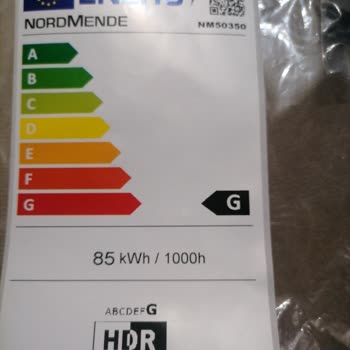 NORDMENDE NM50350
A
B
C
D
E
F
G G
85 kWh / 1000h
ABCDEFG
HDR